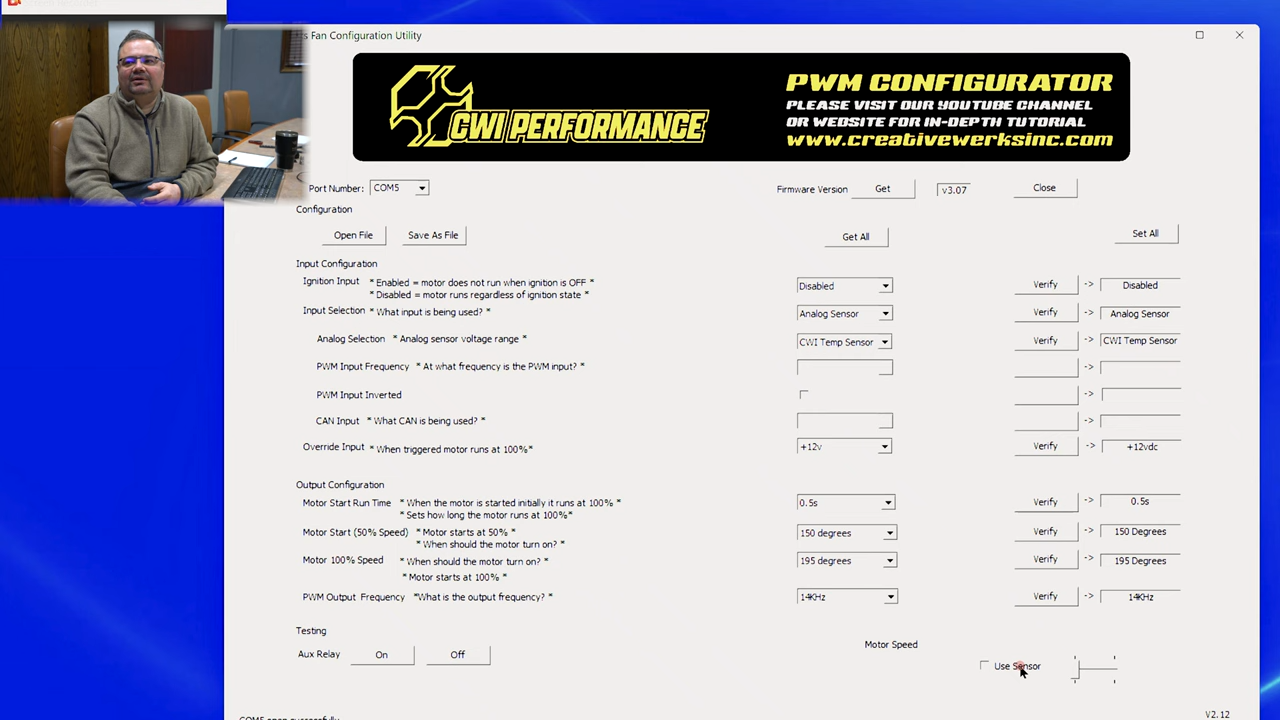 s Fan Configuration Utility
CWI PERFORMANCE
PWM CONFIGURATOR
PLEASE VISIT OUR YOUTUBE CHANNEL
OR WEBSITE FOR IN-DEPTH TUTORIAL
www.creativewerksinc.com
Port Number: COM5 Firmware Version Get v3.07 Close
Configuration
Open File Save As File Get All Set All
Input Configuration
Ignition Input * Enabled = motor does not run when ignition is OFF * Disabled Verify -> Disabled
* Disabled = motor runs regardless of ignition state *
Input Selection * What input is being used? * Analog Sensor Verify -> Analog Sensor
Analog Selection * Analog sensor voltage range * CWI Temp Sensor Verify -> CWI Temp Sensor
PWM Input Frequency * At what frequency is the PWM input? * ->
PWM Input Inverted ->
CAN Input * What CAN is being used? * ->
Override Input * When triggered motor runs at 100%* +12v Verify -> +12vdc
Output Configuration
Motor Start Run Time * When the motor is started initially it runs at 100% * 0.5s Verify -> 0.5s
* Sets how long the motor runs at 100%*
Motor Start (50% Speed) * Motor starts at 50% * 150 degrees Verify -> 150 Degrees
* When should the motor turn on? *
Motor 100% Speed * When should the motor turn on? * 195 degrees Verify -> 195 Degrees
* Motor starts at 100% *
PWM Output Frequency *What is the output frequency? * 14KHz Verify -> 14KHz
Testing
Motor Speed
Aux Relay On Off
Use Sensor
COM5 open successfully
V2.12